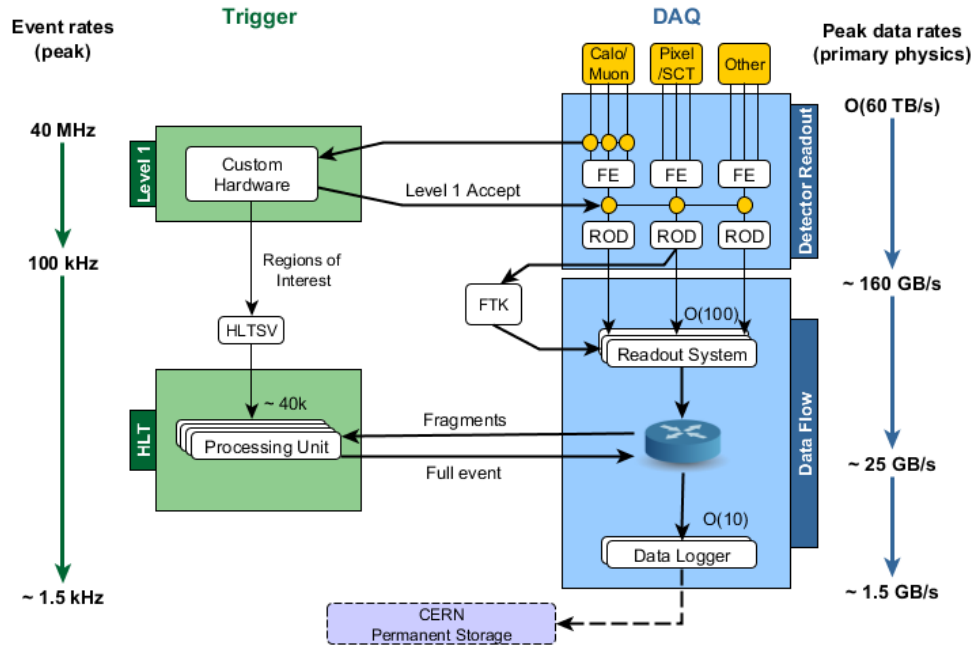 Trigger
DAQ
Event rates
(peak)
Peak data rates
(primary physics)
Calo/
Muon
Pixel
/SCT
Other
40 MHz
O(60 TB/s)
Level 1
Custom
Hardware
FE
FE
FE
Detector Readout
Level 1 Accept
ROD
ROD
ROD
100 kHz
Regions of
Interest
~ 160 GB/s
FTK
O(100)
HLTSV
Readout System
~ 40k
HLT
Processing Unit
Fragments
Full event
Data Flow
~ 25 GB/s
O(10)
Data Logger
~ 1.5 kHz
~ 1.5 GB/s
CERN
Permanent Storage